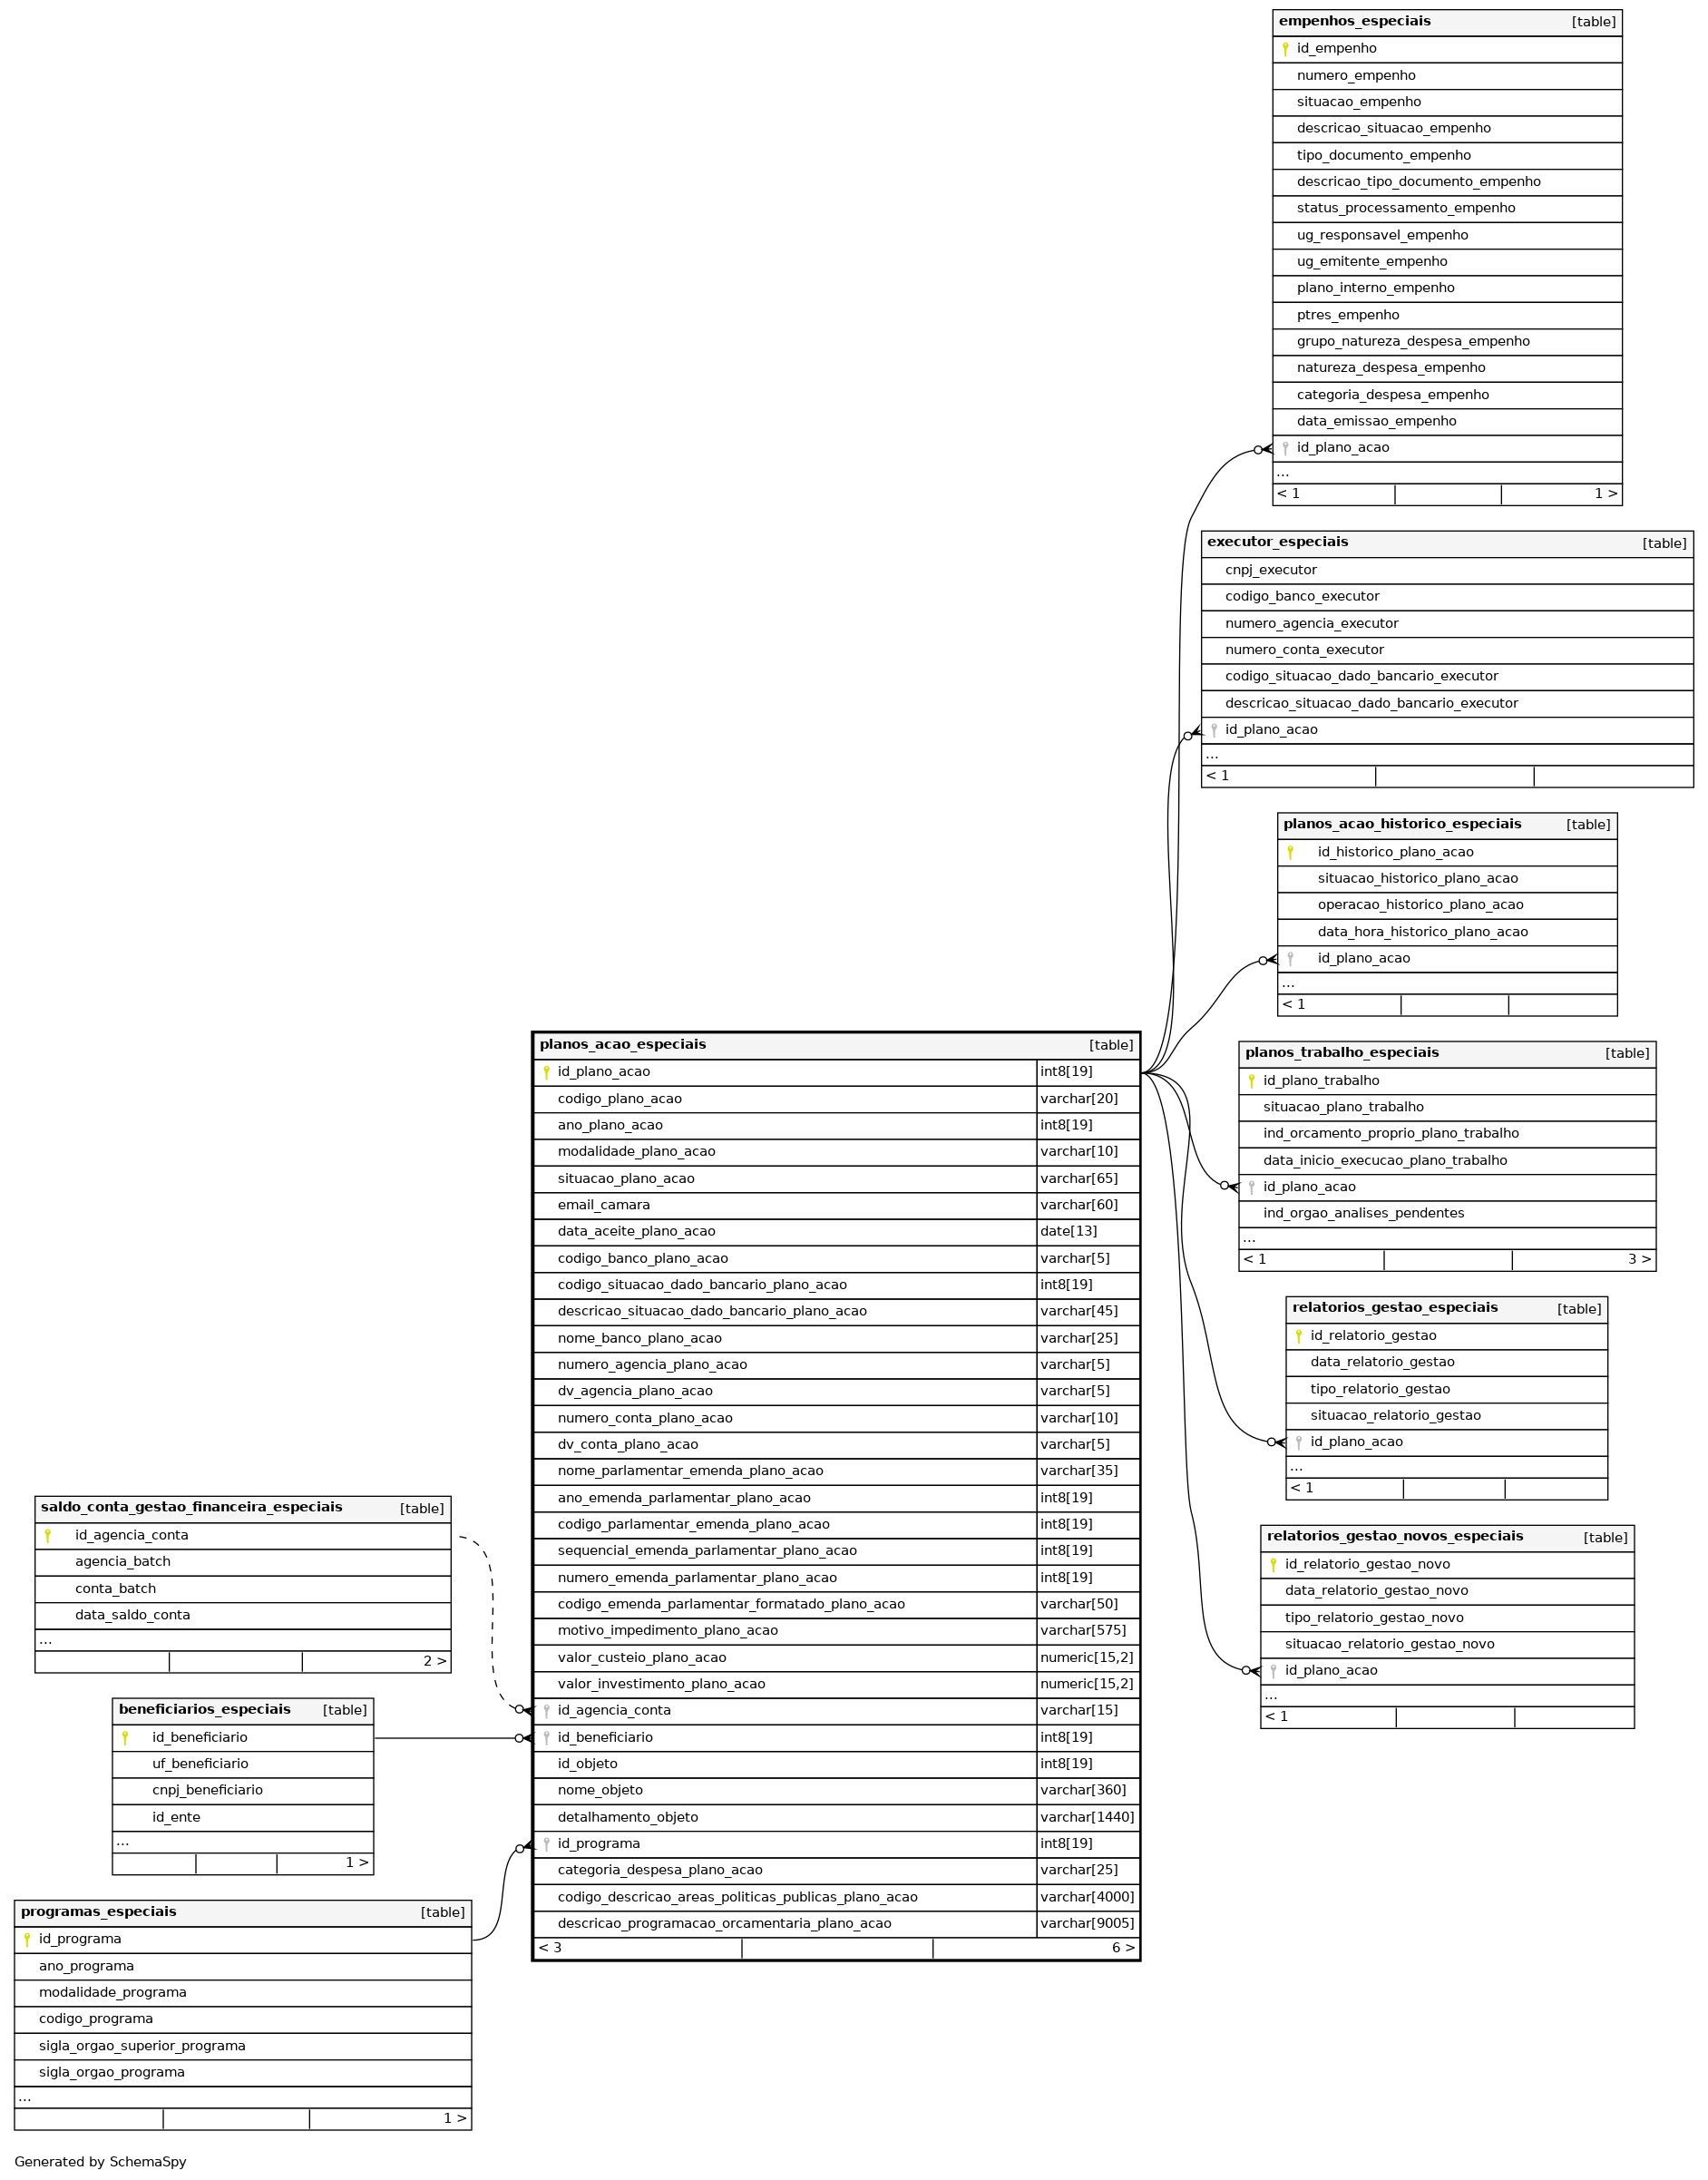 empenhos_especiais [table]
id_empenho
numero_empenho
situacao_empenho
descricao_situacao_empenho
tipo_documento_empenho
descricao_tipo_documento_empenho
status_processamento_empenho
ug_responsavel_empenho
ug_emitente_empenho
plano_interno_empenho
ptres_empenho
grupo_natureza_despesa_empenho
natureza_despesa_empenho
categoria_despesa_empenho
data_emissao_empenho
id_plano_acao
...
< 1 1 >
executor_especiais [table]
cnpj_executor
codigo_banco_executor
numero_agencia_executor
numero_conta_executor
codigo_situacao_dado_bancario_executor
descricao_situacao_dado_bancario_executor
id_plano_acao
...
< 1
planos_acao_historico_especiais [table]
id_historico_plano_acao
situacao_historico_plano_acao
operacao_historico_plano_acao
data_hora_historico_plano_acao
id_plano_acao
...
< 1
planos_acao_especiais [table]
id_plano_acao int8[19]
codigo_plano_acao varchar[20]
ano_plano_acao int8[19]
modalidade_plano_acao varchar[10]
situacao_plano_acao varchar[65]
email_camara varchar[60]
data_aceite_plano_acao date[13]
codigo_banco_plano_acao varchar[5]
codigo_situacao_dado_bancario_plano_acao int8[19]
descricao_situacao_dado_bancario_plano_acao varchar[45]
nome_banco_plano_acao varchar[25]
numero_agencia_plano_acao varchar[5]
dv_agencia_plano_acao varchar[5]
numero_conta_plano_acao varchar[10]
dv_conta_plano_acao varchar[5]
nome_parlamentar_emenda_plano_acao varchar[35]
ano_emenda_parlamentar_plano_acao int8[19]
codigo_parlamentar_emenda_plano_acao int8[19]
sequencial_emenda_parlamentar_plano_acao int8[19]
numero_emenda_parlamentar_plano_acao int8[19]
codigo_emenda_parlamentar_formatado_plano_acao varchar[50]
motivo_impedimento_plano_acao varchar[575]
valor_custeio_plano_acao numeric[15,2]
valor_investimento_plano_acao numeric[15,2]
id_agencia_conta varchar[15]
id_beneficiario int8[19]
id_objeto int8[19]
nome_objeto varchar[360]
detalhamento_objeto varchar[1440]
id_programa int8[19]
categoria_despesa_plano_acao varchar[25]
codigo_descricao_areas_politicas_publicas_plano_acao varchar[4000]
descricao_programacao_orcamentaria_plano_acao varchar[9005]
< 3 6 >
planos_trabalho_especiais [table]
id_plano_trabalho
situacao_plano_trabalho
ind_orcamento_proprio_plano_trabalho
data_inicio_execucao_plano_trabalho
id_plano_acao
ind_orgao_analises_pendentes
...
< 1 3 >
relatorios_gestao_especiais [table]
id_relatorio_gestao
data_relatorio_gestao
tipo_relatorio_gestao
situacao_relatorio_gestao
id_plano_acao
...
< 1
saldo_conta_gestao_financeira_especiais [table]
id_agencia_conta
agencia_batch
conta_batch
data_saldo_conta
...
2 >
relatorios_gestao_novos_especiais [table]
id_relatorio_gestao_novo
data_relatorio_gestao_novo
tipo_relatorio_gestao_novo
situacao_relatorio_gestao_novo
id_plano_acao
...
< 1
beneficiarios_especiais [table]
id_beneficiario
uf_beneficiario
cnpj_beneficiario
id_ente
...
1 >
programas_especiais [table]
id_programa
ano_programa
modalidade_programa
codigo_programa
sigla_orgao_superior_programa
sigla_orgao_programa
...
1 >
Generated by SchemaSpy